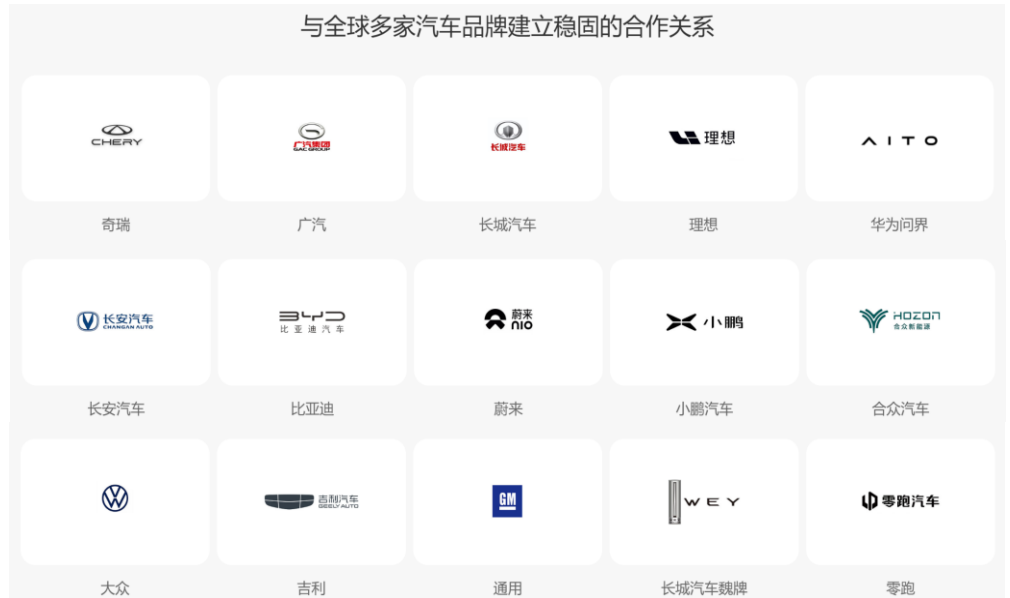 与全球多家汽车品牌建立稳固的合作关系
CHERY
广汽集团
GAC GROUP
长城汽车
理想
AITO
奇瑞
广汽
长城汽车
理想
华为问界
长安汽车
CHANGAN AUTO
BYD
比亚迪汽车
蔚来
NIO
小鹏
HOZON
合众新能源
长安汽车
比亚迪
蔚来
小鹏汽车
合众汽车
吉利汽车
GEELY AUTO
GM
WEY
零跑汽车
大众
吉利
通用
长城汽车魏牌
零跑